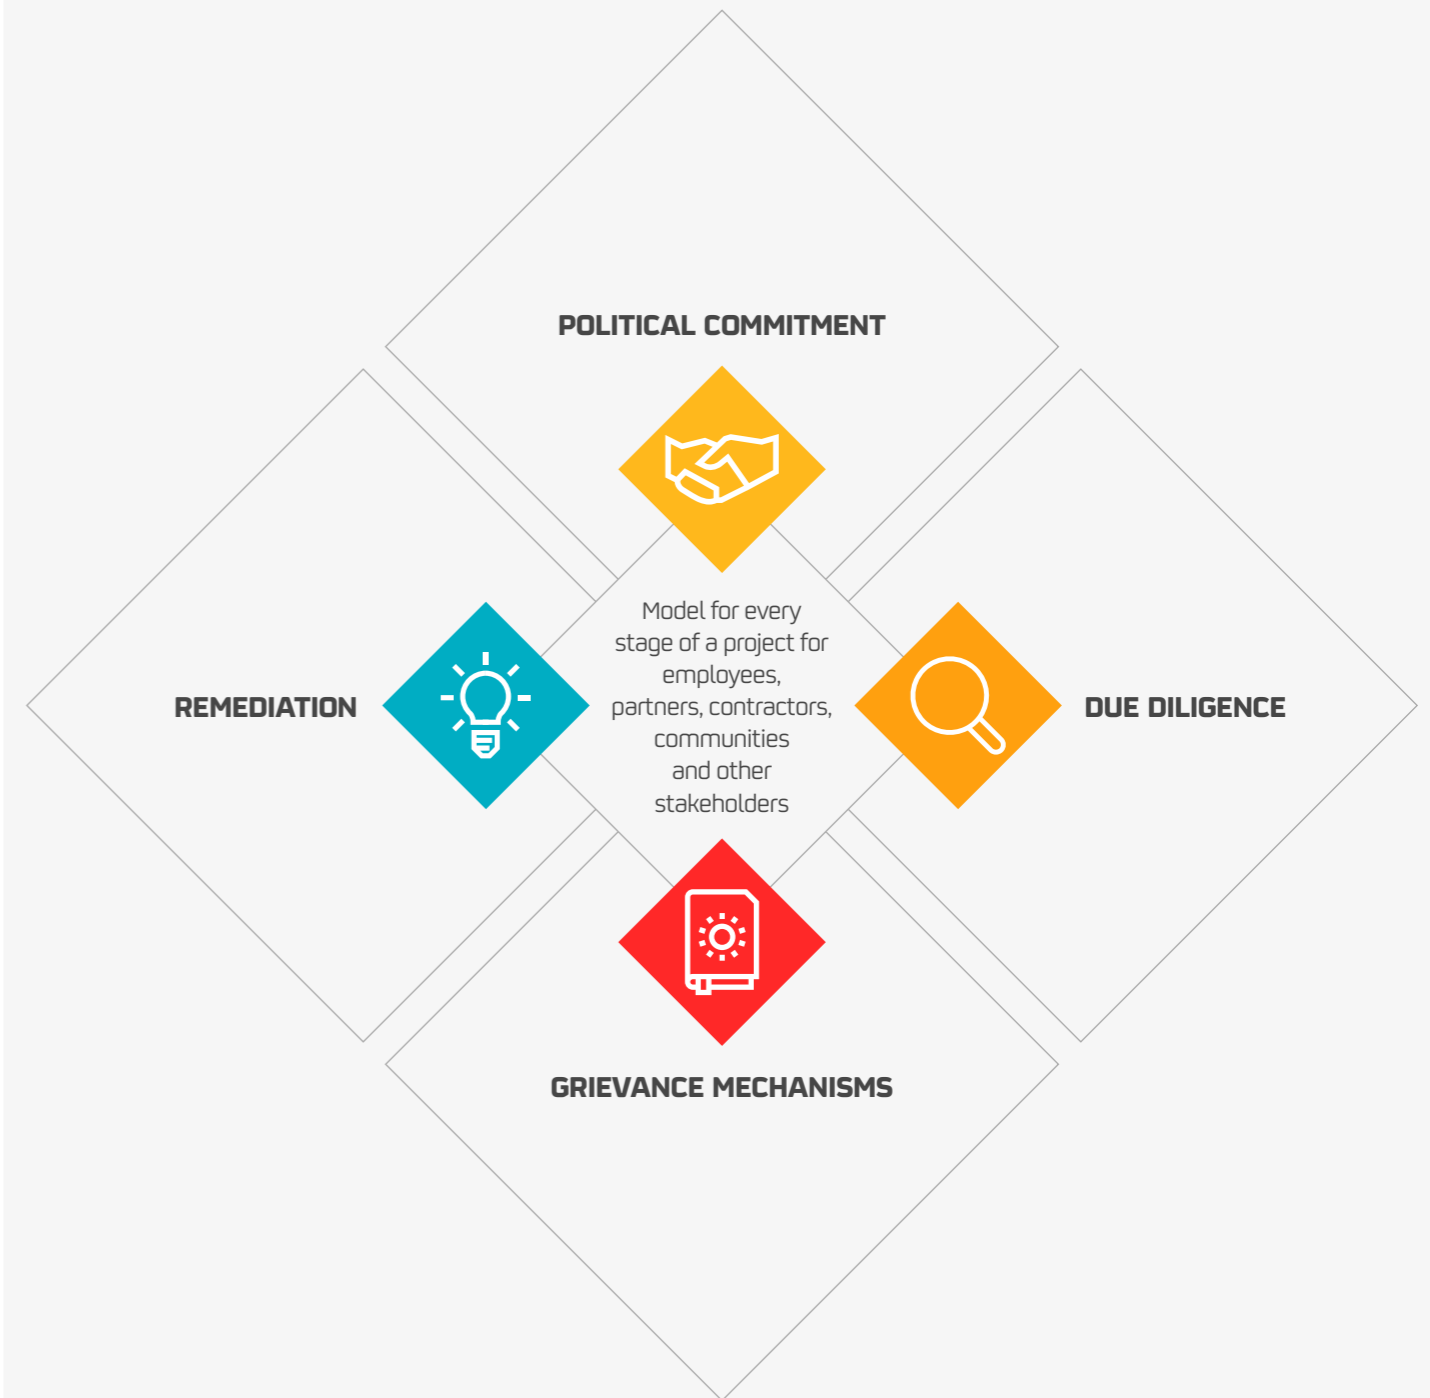 POLITICAL COMMITMENT
Model for every
stage of a project for
employees,
partners, contractors,
communities
and other
stakeholders
REMEDIATION
DUE DILIGENCE
GRIEVANCE MECHANISMS